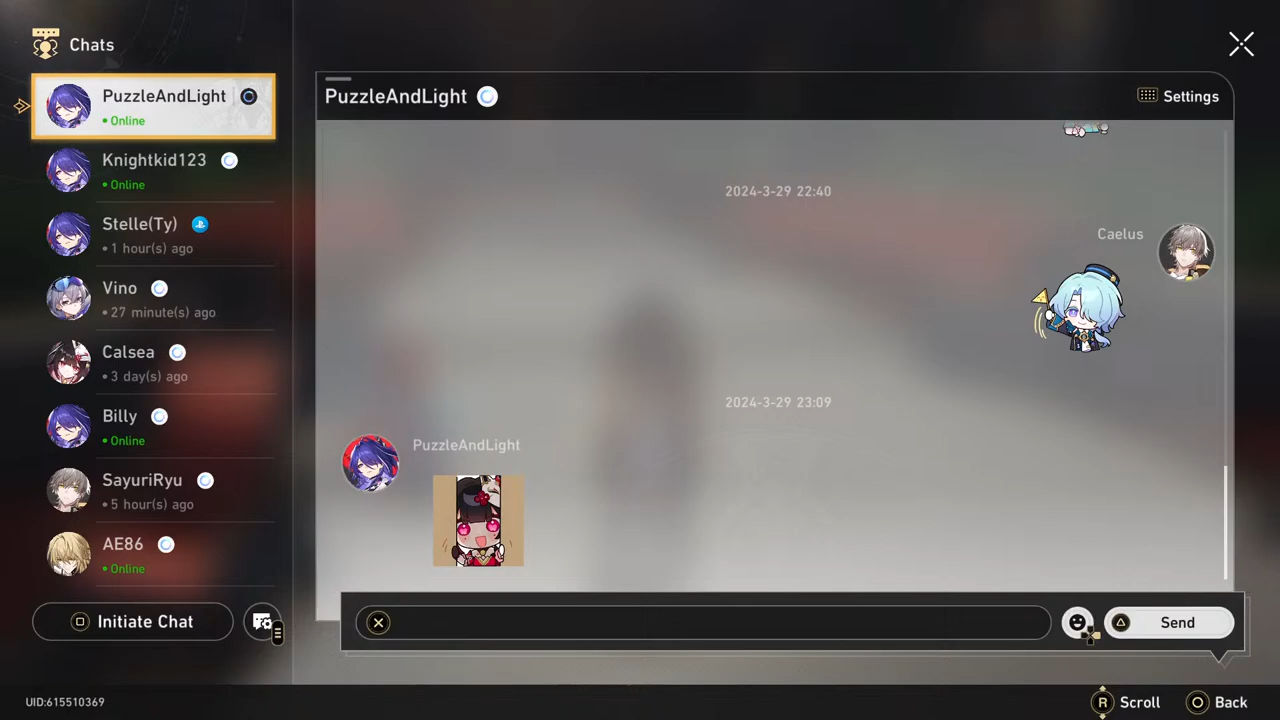 Chats
PuzzleAndLight
• Online
Knightkid123
• Online
Stelle(Ty)
• 1 hour(s) ago
Vino
• 27 minute(s) ago
Calsea
• 3 day(s) ago
Billy
• Online
SayuriRyu
• 5 hour(s) ago
AE86
• Online
Initiate Chat
PuzzleAndLight
Settings
2024-3-29 22:40
Caelus
2024-3-29 23:09
PuzzleAndLight
Send
UID:615510369
R Scroll
Back